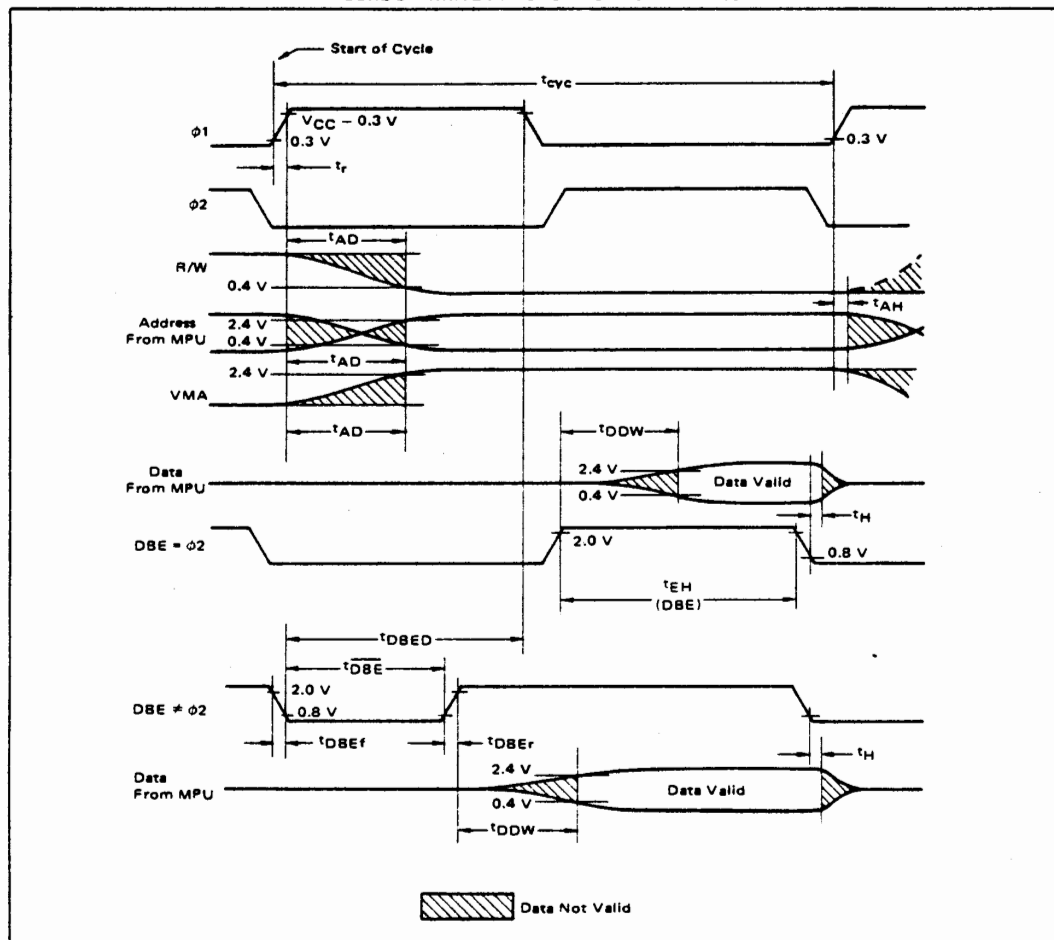 Start of Cycle
tcyc
φ1
VCC – 0.3 V
0.3 V
0.3 V
tr
φ2
tAD
R/W
0.4 V
tAH
Address
From MPU
2.4 V
0.4 V
tAD
2.4 V
VMA
tAD
tDDW
Data
From MPU
2.4 V
0.4 V
Data Valid
tH
DBE = φ2
2.0 V
0.8 V
tEH
(DBE)
tDBED
tD̅B̅E̅
DBE ≠ φ2
2.0 V
0.8 V
tDBEf
tDBEr
tH
Data
From MPU
2.4 V
0.4 V
Data Valid
tDDW
Data Not Valid